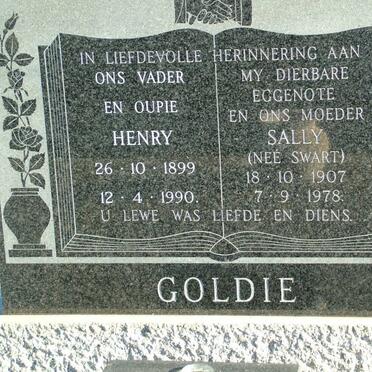 IN LIEFDEVOLLE HERINNERING AAN
ONS VADER
EN OUPIE
HENRY
26·10·1899
12·4·1990.
MY DIERBARE
EGGENOTE
EN ONS MOEDER
SALLY
(NEÉ SWART)
18·10·1907
7·9·1978.
U LEWE WAS LIEFDE EN DIENS.
GOLDIE